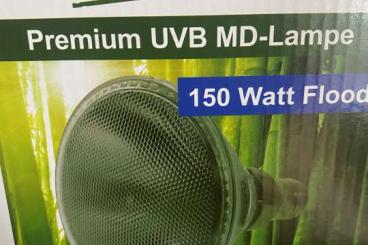 Premium UVB MD-Lampe
150 Watt Flood